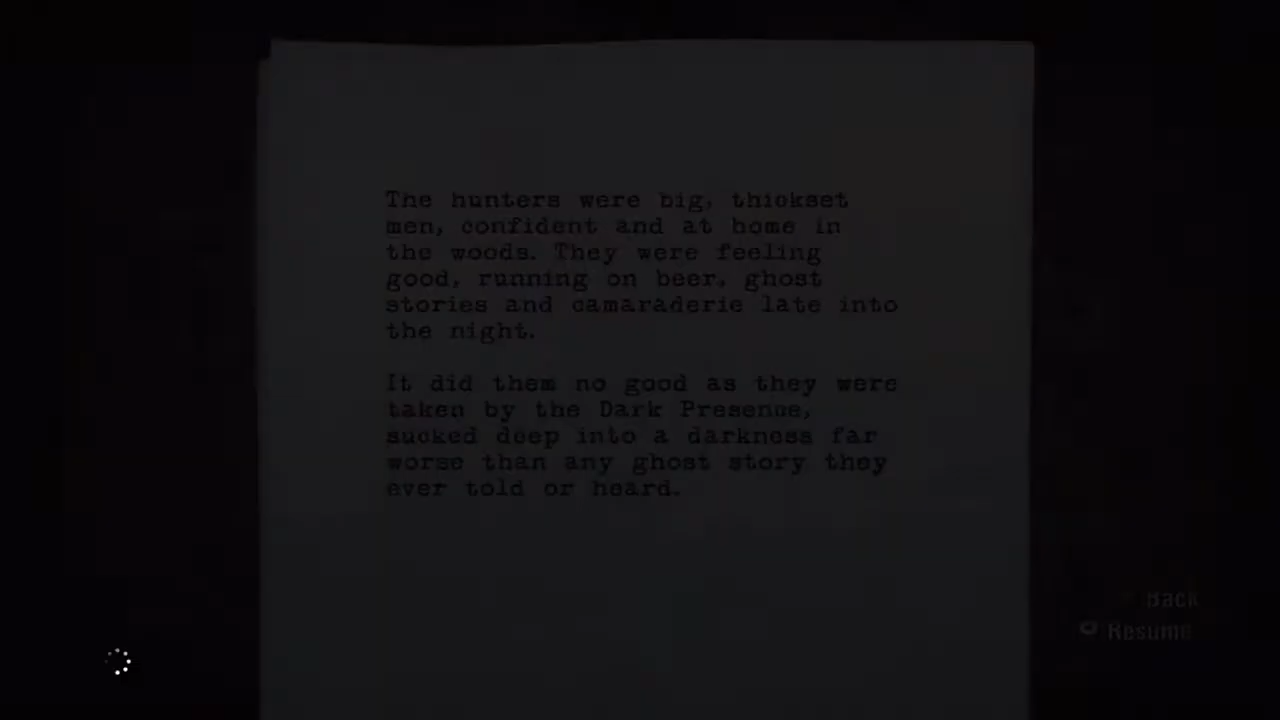 The hunters were big, thickset
men, confident and at home in
the woods. They were feeling
good, running on beer, ghost
stories and camaraderie late into
the night.
It did them no good as they were
taken by the Dark Presence,
sucked deep into a darkness far
worse than any ghost story they
ever told or heard.
Back
Resume